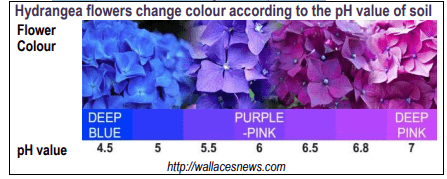 Hydrangea flowers change colour according to the pH value of soil
Flower
Colour
DEEP PURPLE DEEP
BLUE -PINK PINK
pH value 4.5 5 5.5 6 6.5 6.8 7
http://wallacesnews.com